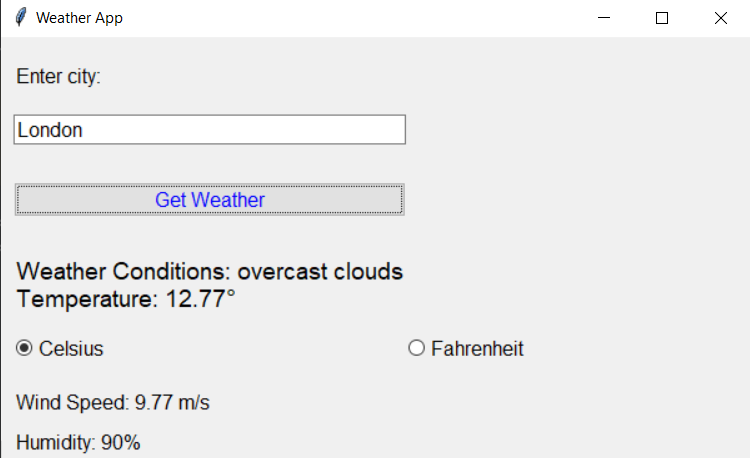 Weather App
Enter city:
London
Get Weather
Weather Conditions: overcast clouds
Temperature: 12.77°
Celsius Fahrenheit
Wind Speed: 9.77 m/s
Humidity: 90%